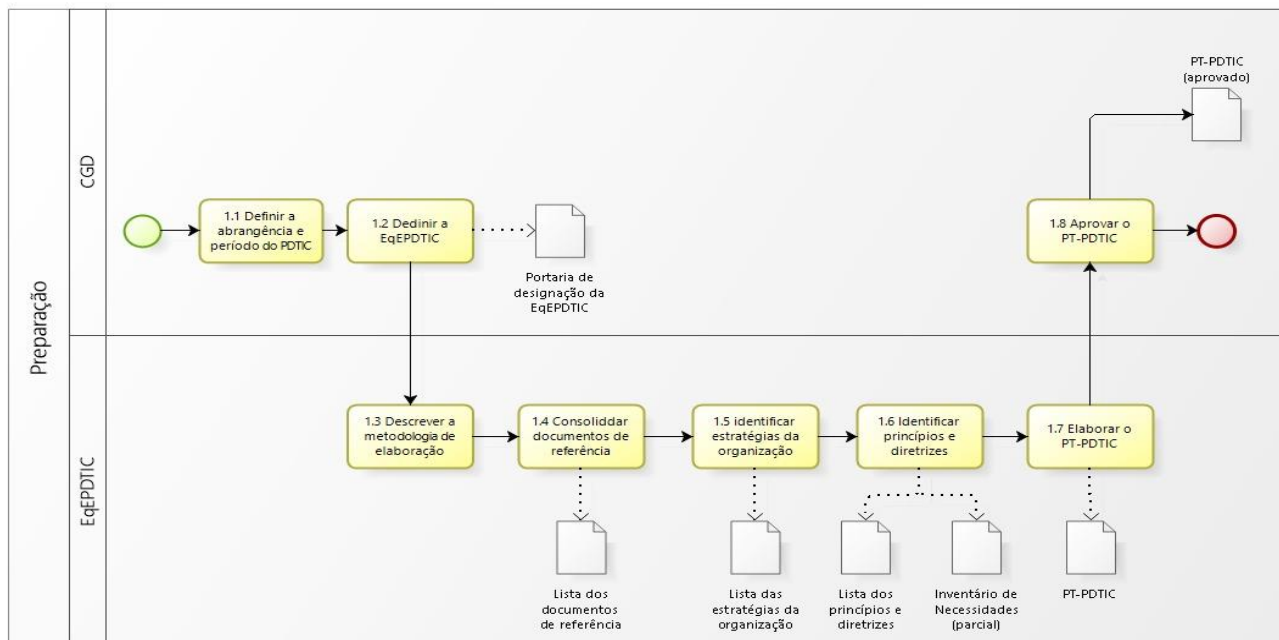 Preparação
CGD
PT-PDTIC
(aprovado)
1.1 Definir a
abrangência e
período do PDTIC
1.2 Dedinir a
EqEPDTIC
Portaria de
designação da
EqEPDTIC
1.8 Aprovar o
PT-PDTIC
EqEPDTIC
1.3 Descrever a
metodologia de
elaboração
1.4 Consoliddar
documentos de
referência
1.5 identificar
estratégias da
organização
1.6 Identificar
princípios e
diretrizes
1.7 Elaborar o
PT-PDTIC
Lista dos
documentos
de referência
Lista das
estratégias da
organização
Lista dos
princípios e
diretrizes
Inventário de
Necessidades
(parcial)
PT-PDTIC